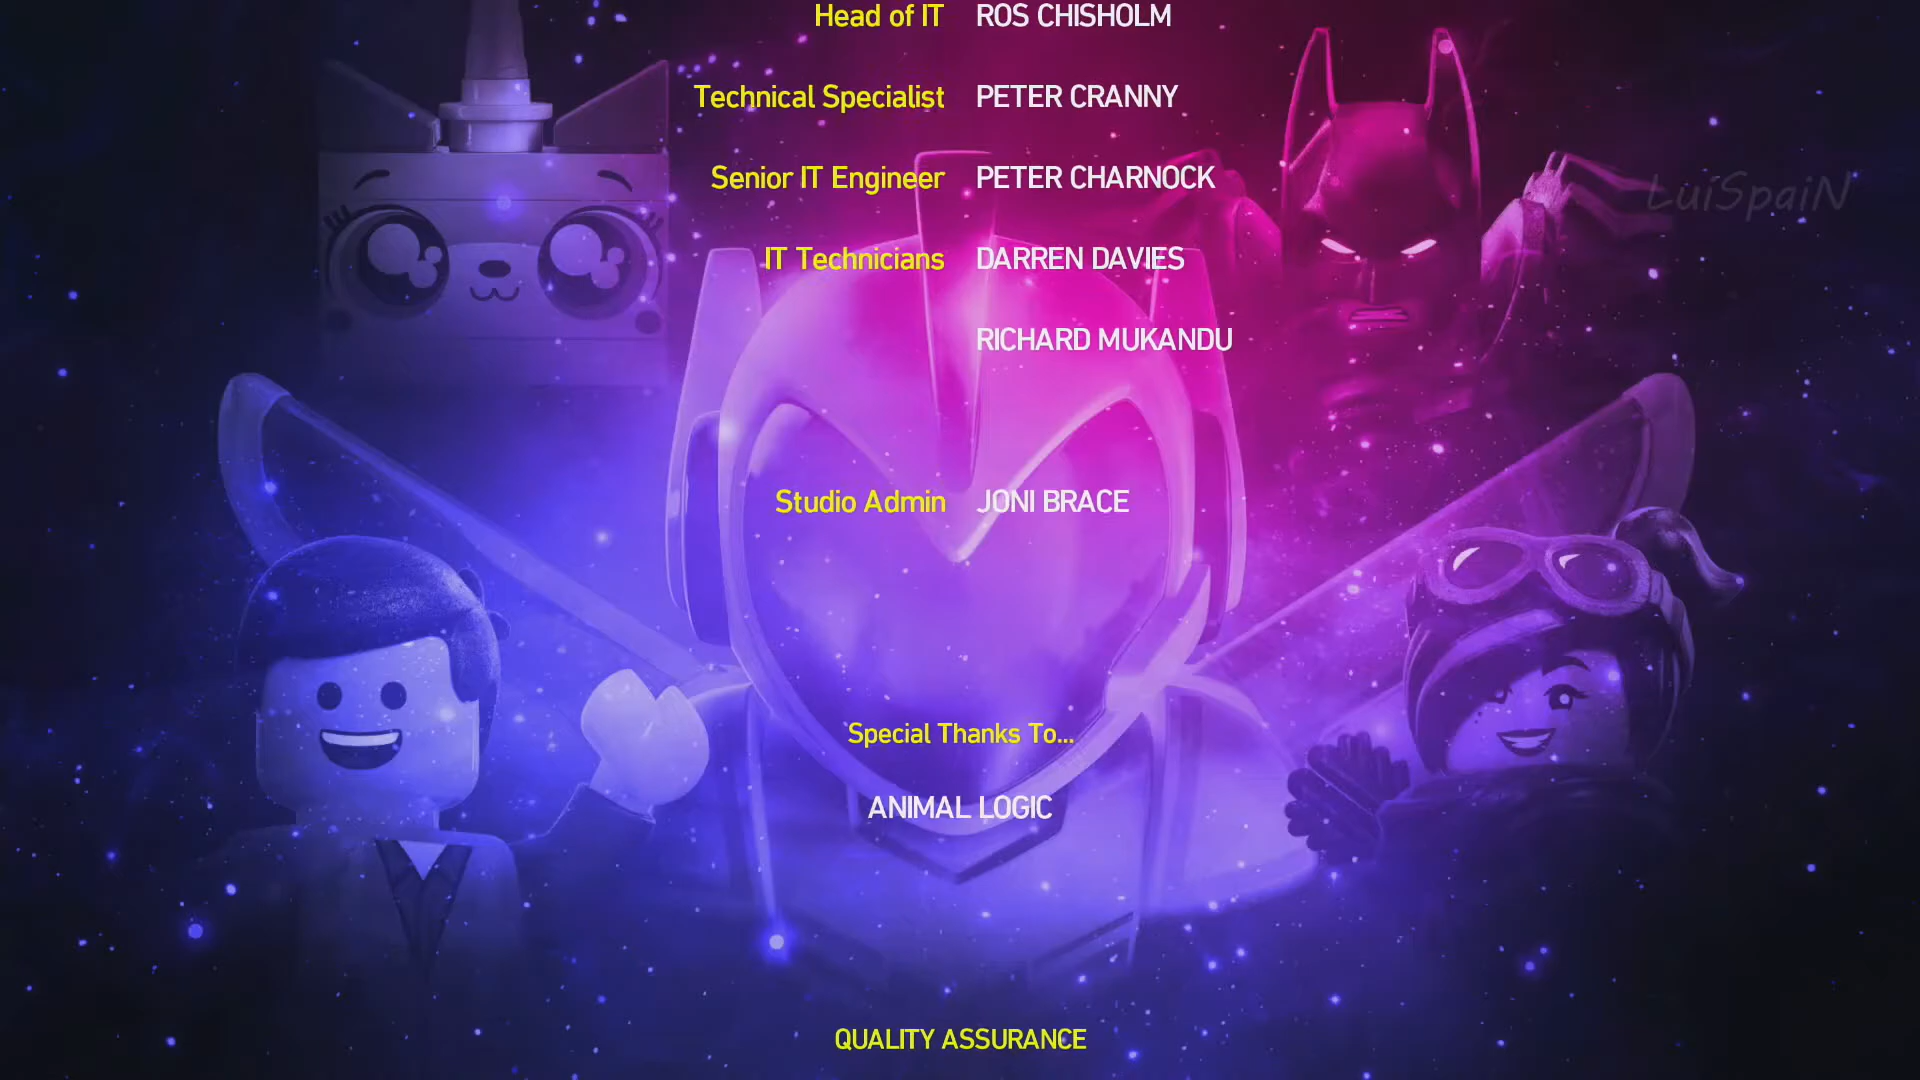 Head of IT ROS CHISHOLM
Technical Specialist PETER CRANNY
Senior IT Engineer PETER CHARNOCK
LuiSpaiN
IT Technicians DARREN DAVIES
RICHARD MUKANDU
Studio Admin JONI BRACE
Special Thanks To...
ANIMAL LOGIC
QUALITY ASSURANCE